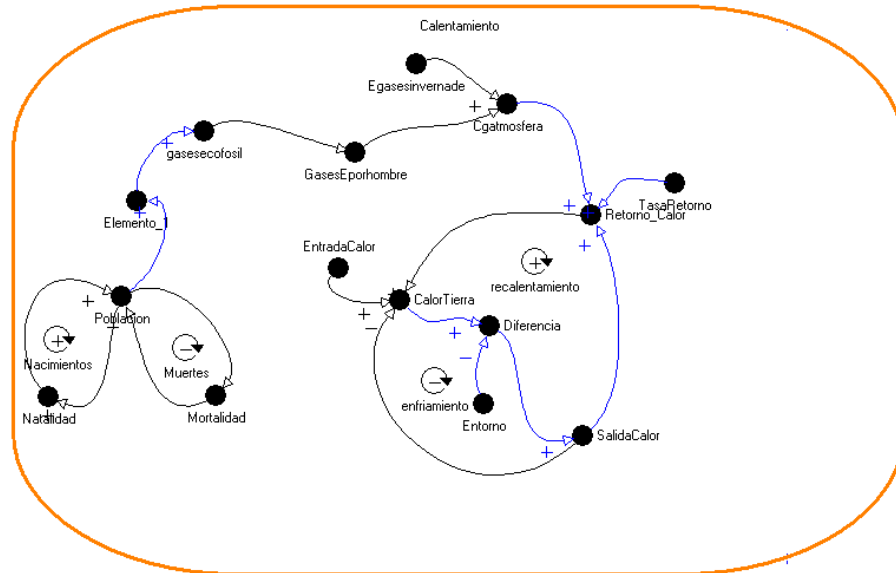 Calentamiento
Egasesinvernade
+
Cgatmosfera
+
gasesecofosil
GasesEporhombre
TasaRetorno
Elemento_1
+
+
+
Retorno_Calor
+
EntradaCalor
+
recalentamiento
Poblacion
+
CalorTierra
+
−
+
Diferencia
−
+
Nacimientos
−
Muertes
−
enfriamiento
Natalidad
+
Mortalidad
Entorno
SalidaCalor
+